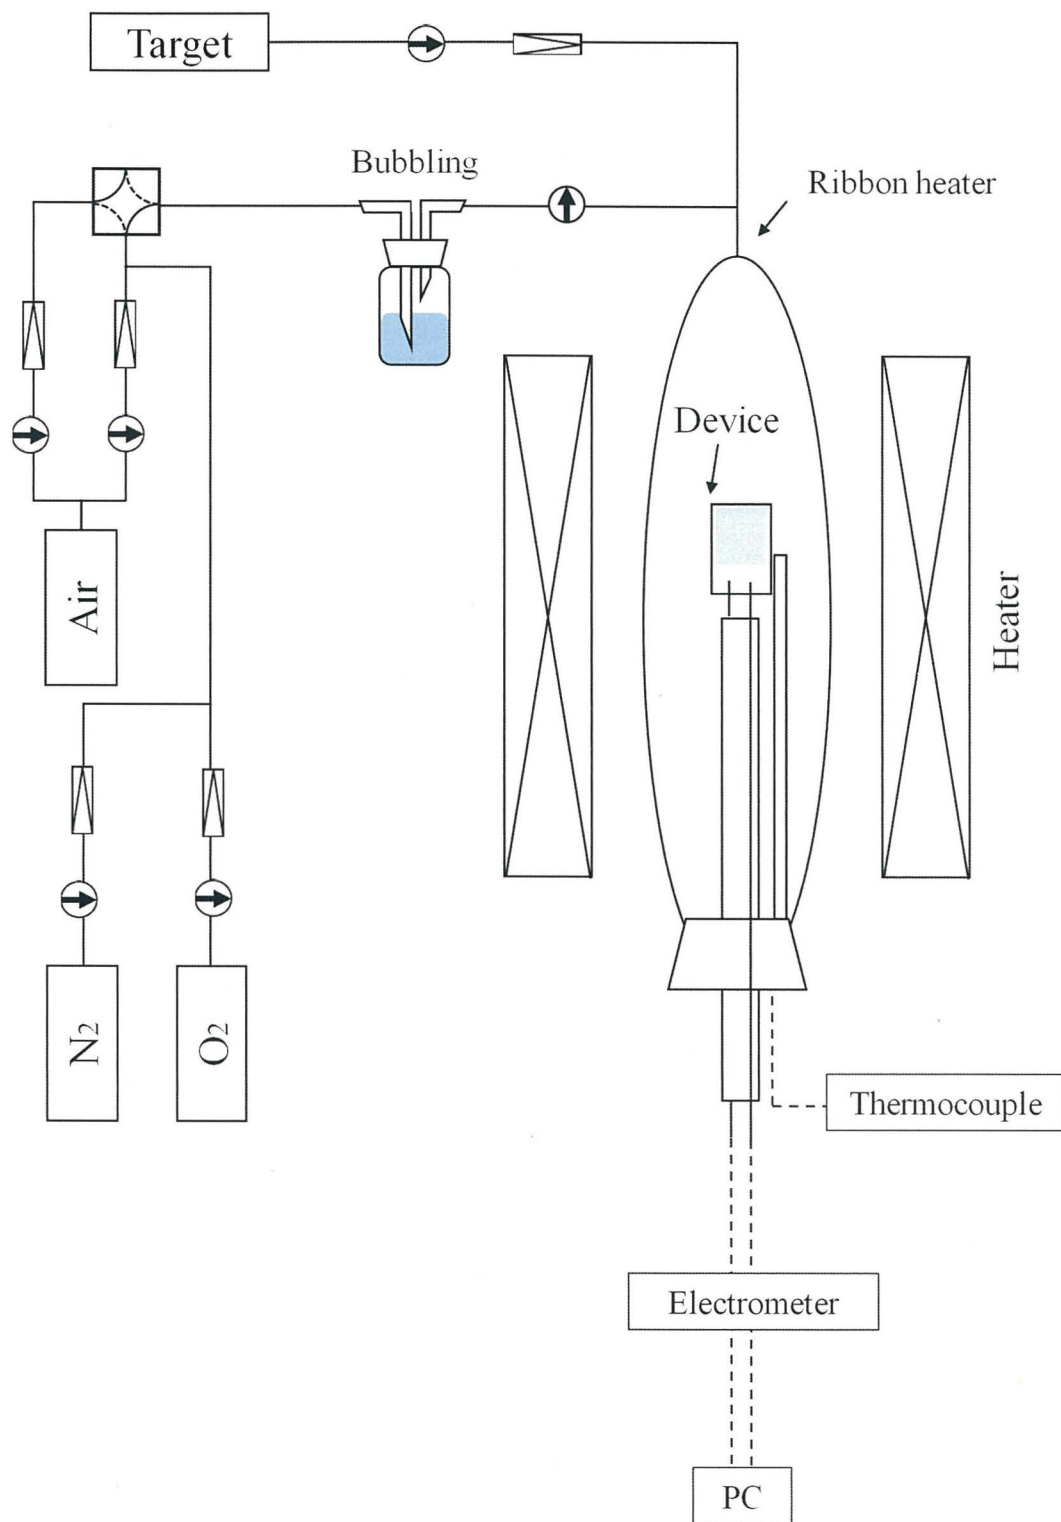 Target
Bubbling
Ribbon heater
Device
Air
Heater
N2
O2
Thermocouple
Electrometer
PC